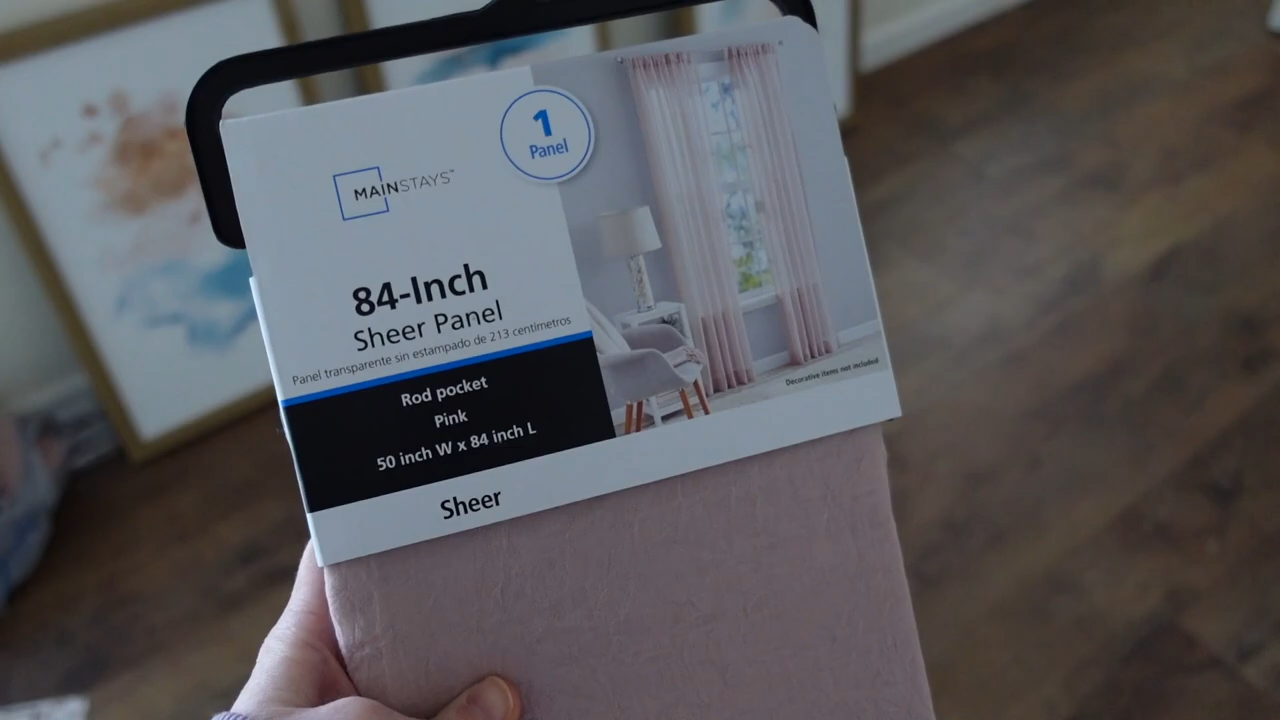 1
Panel
MAINSTAYS™
84-Inch
Sheer Panel
Panel transparente sin estampado de 213 centímetros
Rod pocket
Pink
50 inch W x 84 inch L
Sheer
Decorative items not included